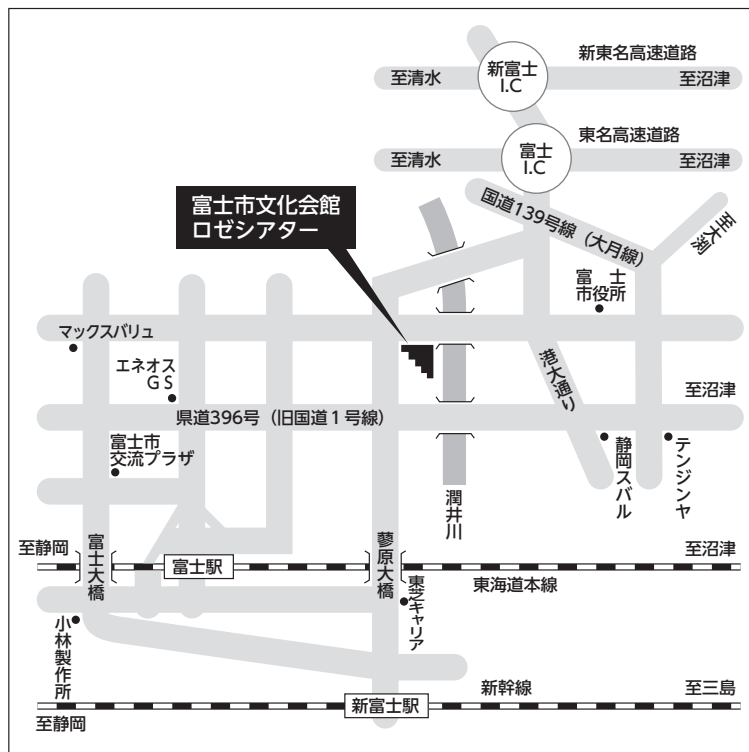 新東名高速道路
至清水
新富士
I.C
至沼津
東名高速道路
至清水
富士
I.C
至沼津
富士市文化会館
ロゼシアター
国道139号線（大月線）
至大渕
富士
市役所
マックスバリュ
エネオス
GS
港大通り
至沼津
県道396号（旧国道1号線）
富士市
交流プラザ
静岡スバル
テンジンヤ
潤井川
至静岡
富士大橋
富士駅
蓼原大橋
至沼津
東海道本線
東芝キャリア
小林製作所
新幹線
至三島
新富士駅
至静岡